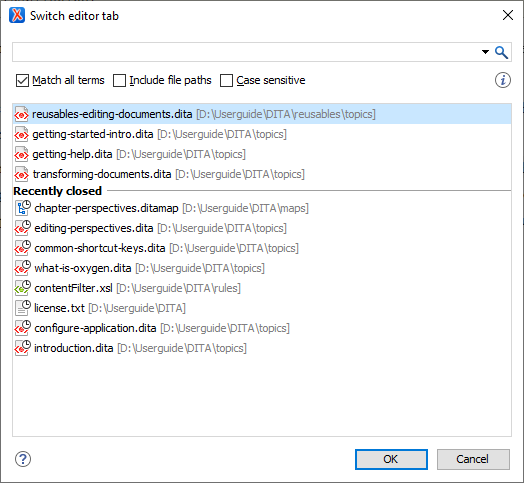 Switch editor tab
Match all terms Include file paths Case sensitive
reusables-editing-documents.dita [D:\Userguide\DITA\reusables\topics]
getting-started-intro.dita [D:\Userguide\DITA\topics]
getting-help.dita [D:\Userguide\DITA\topics]
transforming-documents.dita [D:\Userguide\DITA\topics]
Recently closed
chapter-perspectives.ditamap [D:\Userguide\DITA\maps]
editing-perspectives.dita [D:\Userguide\DITA\topics]
common-shortcut-keys.dita [D:\Userguide\DITA\topics]
what-is-oxygen.dita [D:\Userguide\DITA\topics]
contentFilter.xsl [D:\Userguide\DITA\rules]
license.txt [D:\Userguide\DITA]
configure-application.dita [D:\Userguide\DITA\topics]
introduction.dita [D:\Userguide\DITA\topics]
OK Cancel